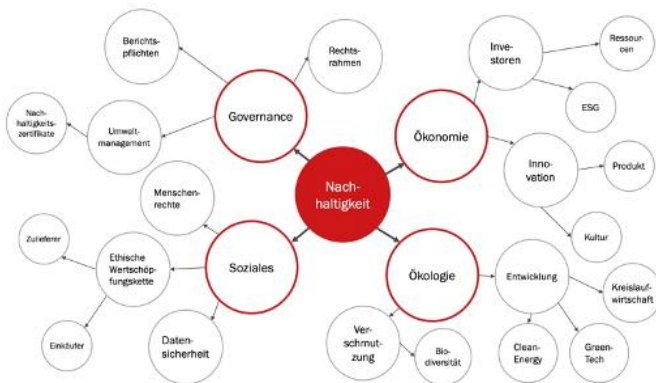 Berichts-
pflichten
Rechts-
rahmen
Governance
Nach-
haltigkeits-
zertifikate
Umwelt-
management
Inve-
storen
Ressour-
cen
ESG
Ökonomie
Inno-
vation
Produkt
Kultur
Nach-
haltigkeit
Menschen-
rechte
Soziales
Zulieferer
Ethische
Wertschöp-
fungskette
Einkäufer
Daten-
sicherheit
Ökologie
Entwicklung
Kreislauf-
wirtschaft
Ver-
schmut-
zung
Bio-
diversität
Clean-
Energy
Green-
Tech